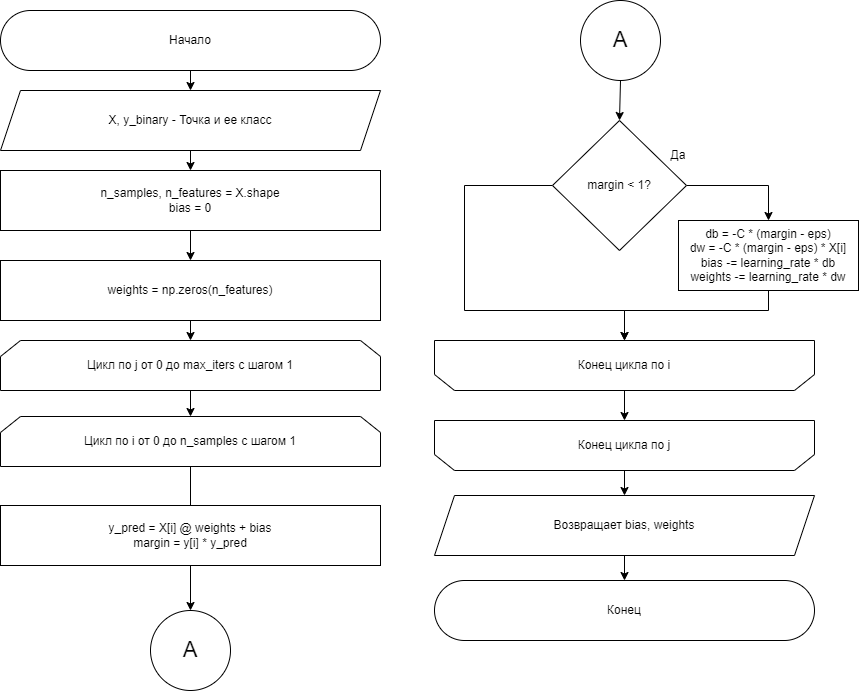 Начало
X, y_binary - Точка и ее класс
n_samples, n_features = X.shape
bias = 0
weights = np.zeros(n_features)
Цикл по j от 0 до max_iters с шагом 1
Цикл по i от 0 до n_samples с шагом 1
y_pred = X[i] @ weights + bias
margin = y[i] * y_pred
A
A
margin < 1?
Да
db = -C * (margin - eps)
dw = -C * (margin - eps) * X[i]
bias -= learning_rate * db
weights -= learning_rate * dw
Конец цикла по i
Конец цикла по j
Возвращает bias, weights
Конец